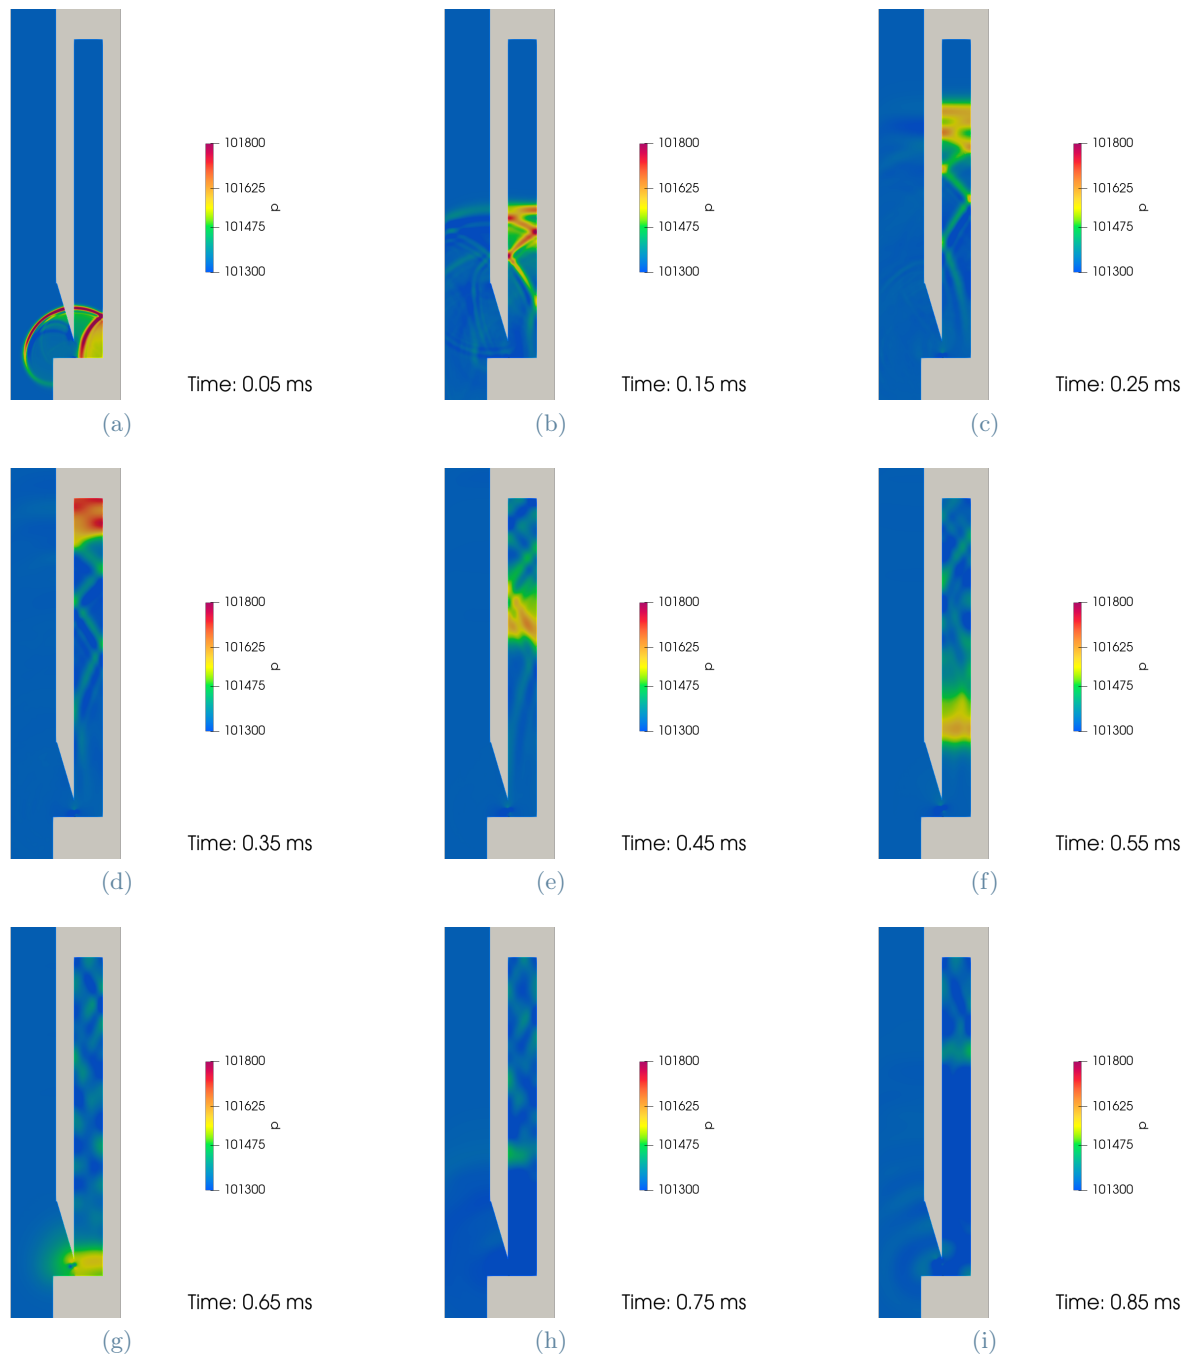 101800
101625
p
101475
101300
Time: 0.05 ms
(a)
101800
101625
p
101475
101300
Time: 0.15 ms
(b)
101800
101625
p
101475
101300
Time: 0.25 ms
(c)
101800
101625
p
101475
101300
Time: 0.35 ms
(d)
101800
101625
p
101475
101300
Time: 0.45 ms
(e)
101800
101625
p
101475
101300
Time: 0.55 ms
(f)
101800
101625
p
101475
101300
Time: 0.65 ms
(g)
101800
101625
p
101475
101300
Time: 0.75 ms
(h)
101800
101625
p
101475
101300
Time: 0.85 ms
(i)